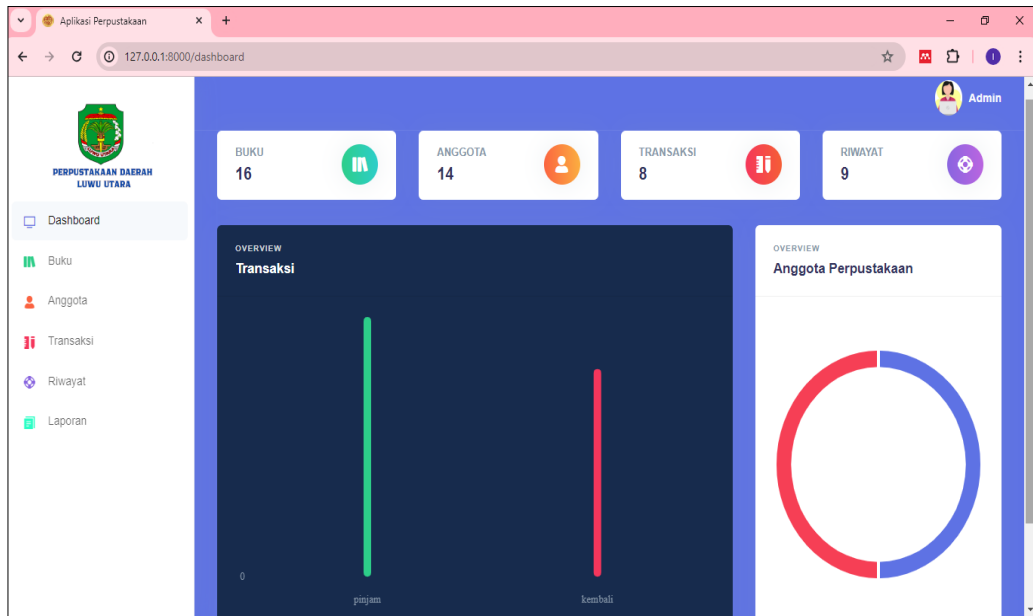 Aplikasi Perpustakaan
127.0.0.1:8000/dashboard
Admin
PERPUSTAKAAN DAERAH
LUWU UTARA
Dashboard
Buku
Anggota
Transaksi
Riwayat
Laporan
BUKU
16
ANGGOTA
14
TRANSAKSI
8
RIWAYAT
9
OVERVIEW
Transaksi
0
pinjam
kembali
OVERVIEW
Anggota Perpustakaan